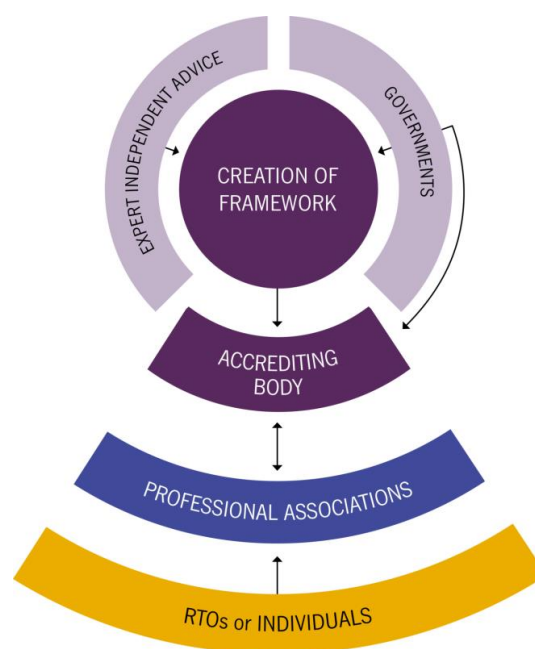 EXPERT INDEPENDENT ADVICE
GOVERNMENTS
CREATION OF
FRAMEWORK
ACCREDITING
BODY
PROFESSIONAL ASSOCIATIONS
RTOs or INDIVIDUALS